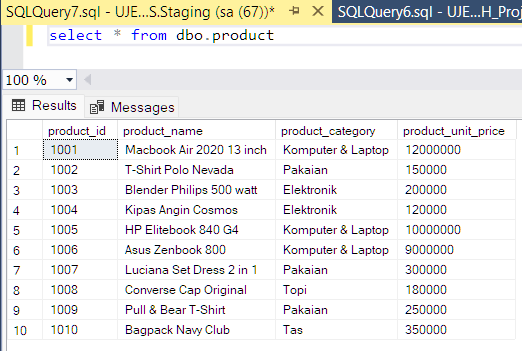 SQLQuery7.sql - UJE...S.Staging (sa (67))* SQLQuery6.sql - UJE...H_Proj
select * from dbo.product
100 %
Results Messages
product_id product_name product_category product_unit_price
1 1001 Macbook Air 2020 13 inch Komputer & Laptop 12000000
2 1002 T-Shirt Polo Nevada Pakaian 150000
3 1003 Blender Philips 500 watt Elektronik 200000
4 1004 Kipas Angin Cosmos Elektronik 120000
5 1005 HP Elitebook 840 G4 Komputer & Laptop 10000000
6 1006 Asus Zenbook 800 Komputer & Laptop 9000000
7 1007 Luciana Set Dress 2 in 1 Pakaian 300000
8 1008 Converse Cap Original Topi 180000
9 1009 Pull & Bear T-Shirt Pakaian 250000
10 1010 Bagpack Navy Club Tas 350000